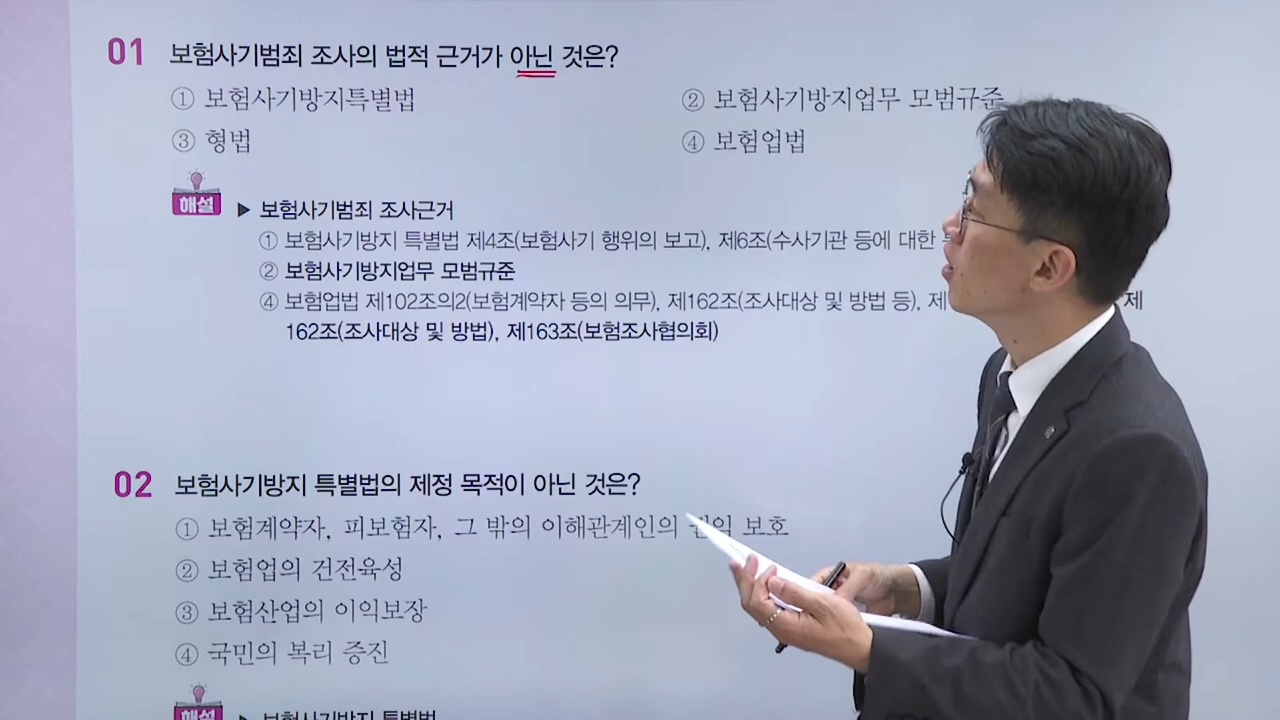 01 보험사기범죄 조사의 법적 근거가 아닌 것은?
① 보험사기방지특별법 ② 보험사기방지업무 모범규준
③ 형법 ④ 보험업법
해설 ▶ 보험사기범죄 조사근거
① 보험사기방지 특별법 제4조(보험사기 행위의 보고), 제6조(수사기관 등에 대한
② 보험사기방지업무 모범규준
④ 보험업법 제102조의2(보험계약자 등의 의무), 제162조(조사대상 및 방법 등), 제 제
162조(조사대상 및 방법), 제163조(보험조사협의회)
02 보험사기방지 특별법의 제정 목적이 아닌 것은?
① 보험계약자, 피보험자, 그 밖의 이해관계인의 권익 보호
② 보험업의 건전육성
③ 보험산업의 이익보장
④ 국민의 복리 증진
해설 ▶ 보험사기방지 특별법